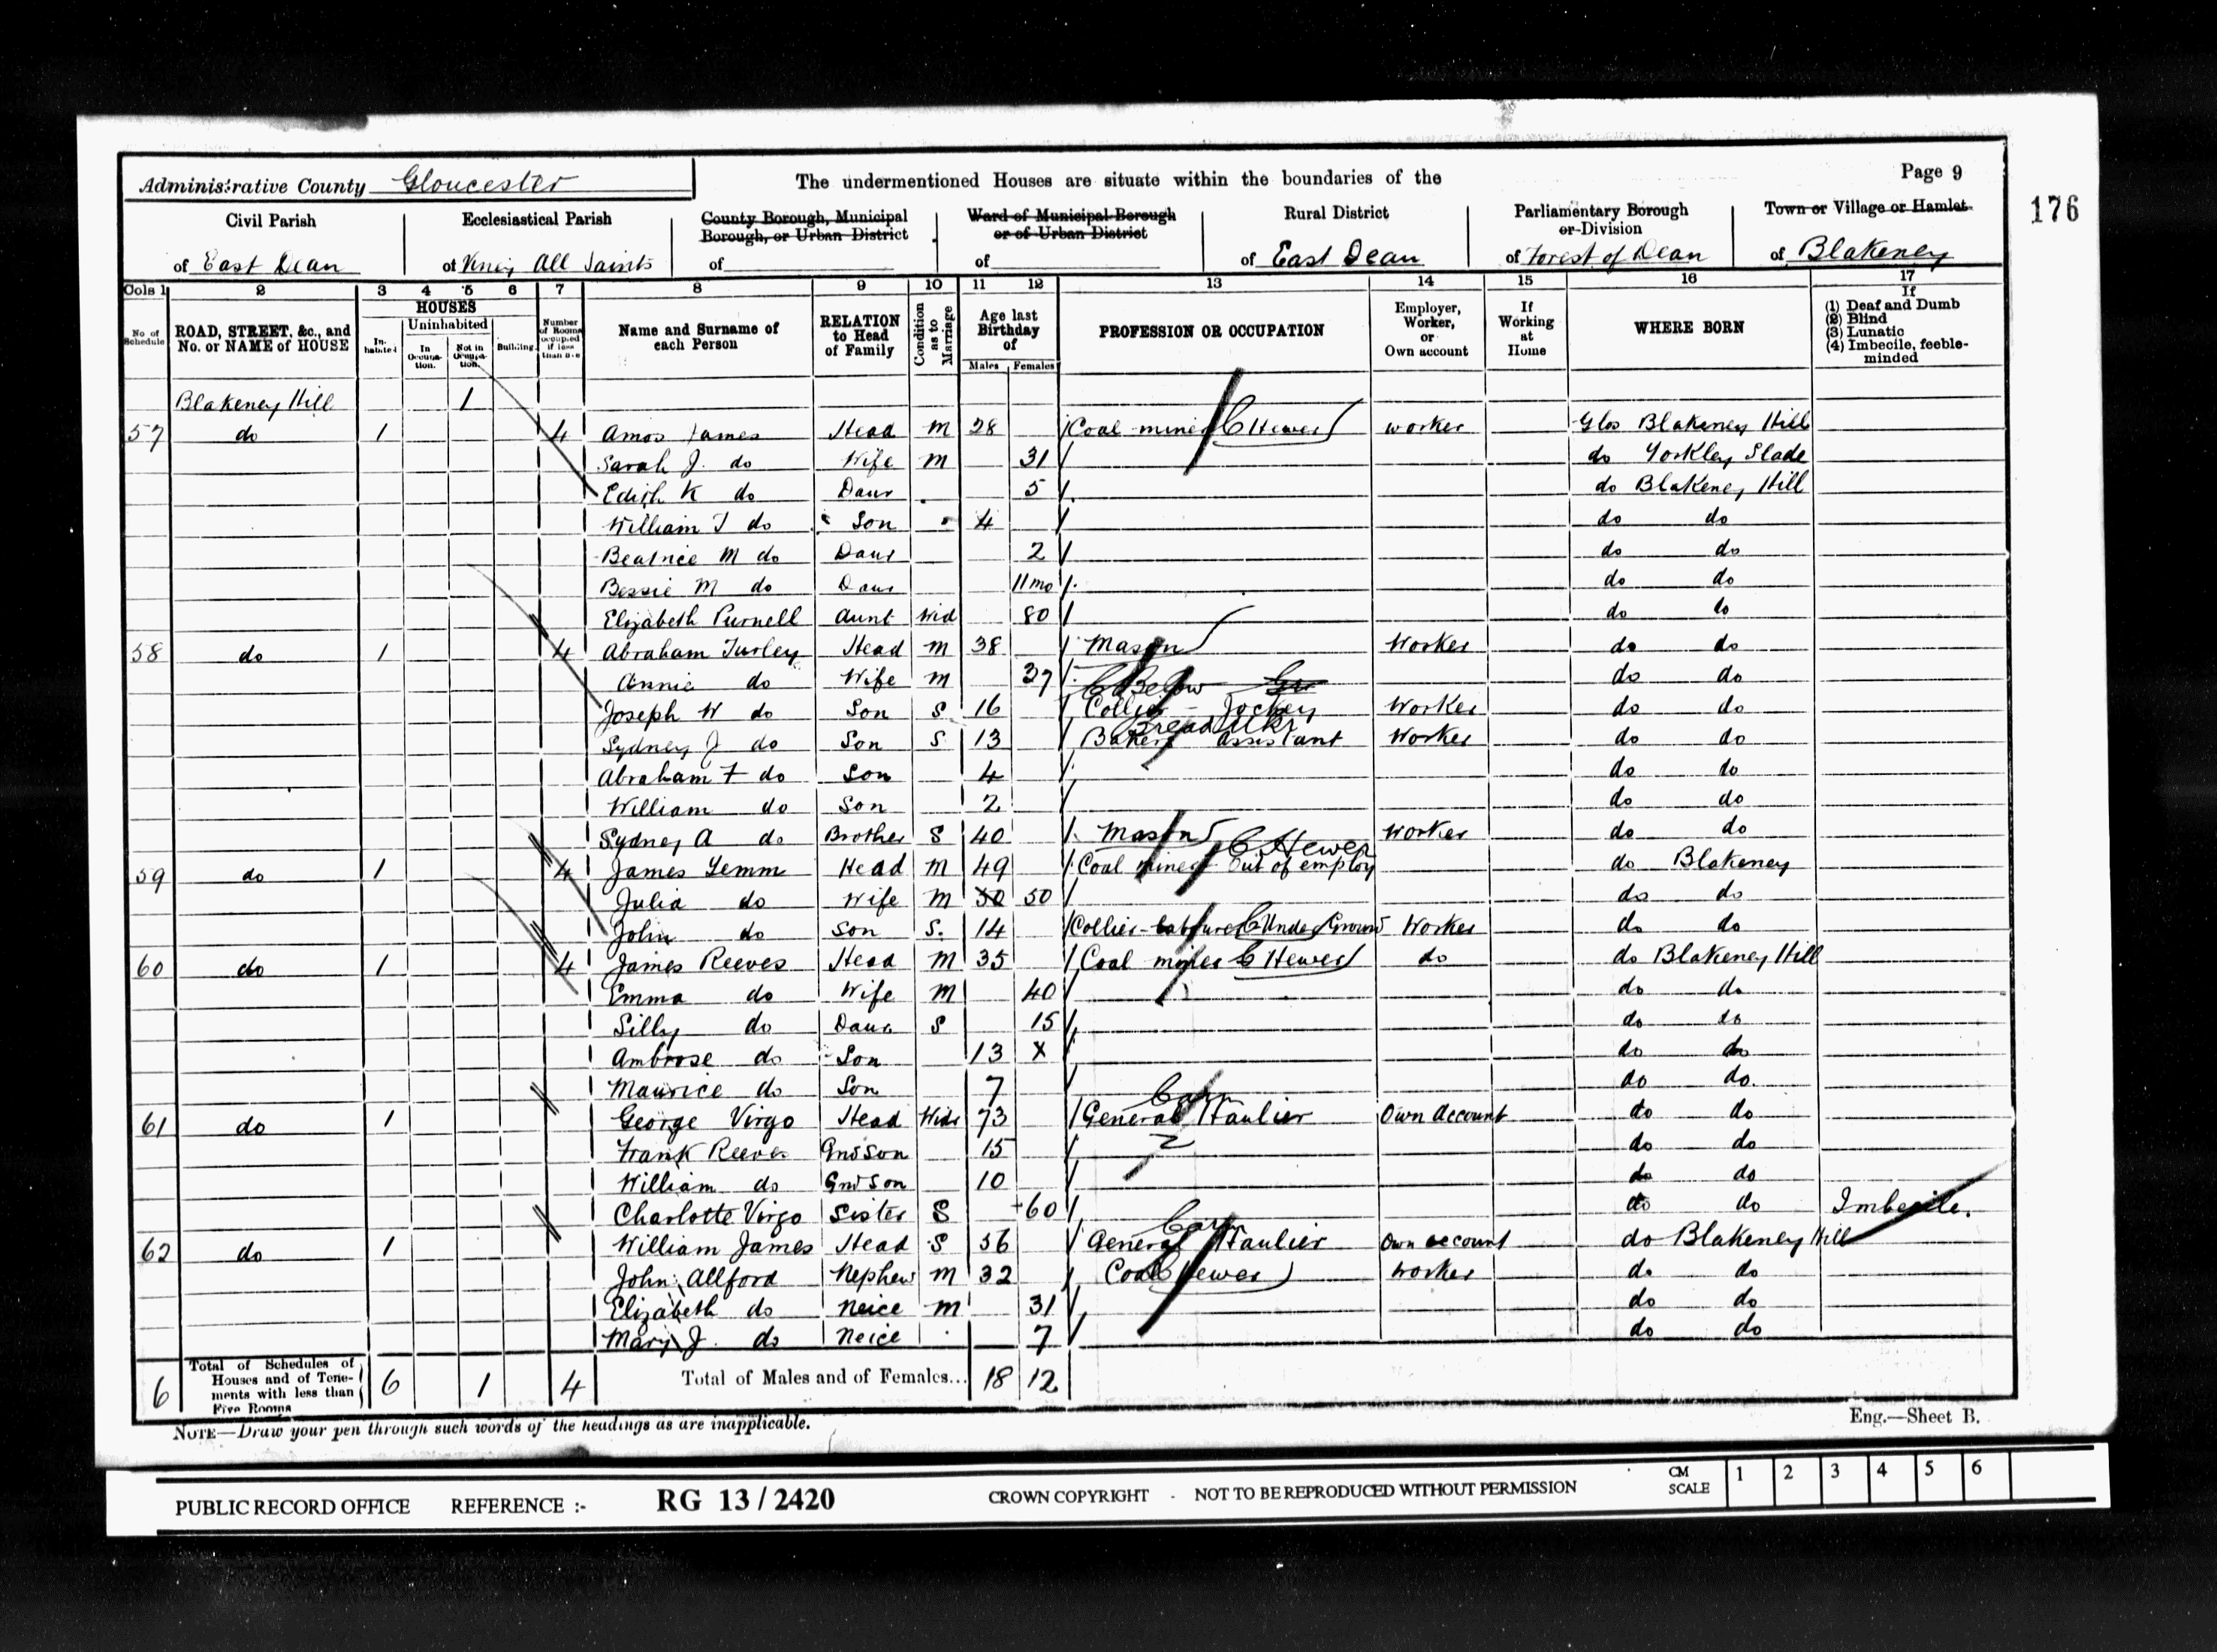 Administrative County Gloucester
The undermentioned Houses are situate within the boundaries of the
Page 9
176
Civil Parish
of East Dean
Ecclesiastical Parish
of Viney All Saints
County Borough, Municipal Borough, or Urban District
of
Ward of Municipal Borough or of Urban District
of
Rural District
of East Dean
Parliamentary Borough or Division
of Forest of Dean
Town or Village or Hamlet
of Blakeney
Cols 1 2 3 4 5 6 7 8 9 10 11 12 13 14 15 16 17
No of Schedule
ROAD, STREET, &c., and No. or NAME of HOUSE
HOUSES
In-habited
Uninhabited
In Occupa-tion.
Not in Occupa-tion.
Building
Number of Rooms occupied if less than five
Name and Surname of each Person
RELATION to Head of Family
Condition as to Marriage
Age last Birthday of
Males Females
PROFESSION OR OCCUPATION
Employer, Worker, or Own account
If Working at Home
WHERE BORN
If
(1) Deaf and Dumb
(2) Blind
(3) Lunatic
(4) Imbecile, feeble-minded
Blakeney Hill 1
57 do 1 4 Amos James Head M 28 Coal miner C Hewer worker Glos Blakeney Hill
Sarah J. do Wife M 31 do Yorkley Slade
Edith K do Daur 5 do Blakeney Hill
William T do Son 4 do do
Beatrice M do Daur 2 do do
Bessie M do Daur 11mo do do
Elizabeth Purnell Aunt Wid 80 do do
58 do 1 4 Abraham Turley Head M 38 Mason Worker do do
Annie do Wife M 37 do do
C Below
Joseph W do Son S 16 Collier - Jockey Worker do do
Bread Mkr
Sydney J do Son S 13 Bakers assistant Worker do do
Abraham F do Son 4 do do
William do Son 2 do do
Sydney A do Brother S 40 Mason Worker do do
C Hewer
59 do 1 4 James Lemm Head M 49 Coal miner Out of employ do Blakeney
Julia do Wife M 50 50 do do
John do Son S. 14 Collier - Labourer C Under Ground Worker do do
60 do 1 4 James Reeves Head M 35 Coal miner C Hewer do do Blakeney Hill
Emma do Wife M 40 do do
Lilly do Daur S 15 do do
Ambrose do Son 13 X do do
Maurice do Son 7 do do.
Carr
61 do 1 George Virgo Head Widr 73 General Haulier Own Account do do
Frank Reeves Gndson 15 do do
William do Gndson 10 do do
Charlotte Virgo Sister S 60 do do Imbecile.
Carr
62 do 1 William James Head S 56 General Haulier Own account do Blakeney Hill
John Allford Nephew M 32 Coal Hewer worker do do
Elizabeth do Neice M 31 do do
Mary J. do Neice 7 do do
6 Total of Schedules of Houses and of Tene-ments with less than Five Rooms 6 1 4 Total of Males and of Females... 18 12
NOTE—Draw your pen through such words of the headings as are inapplicable.
Eng.—Sheet B.
PUBLIC RECORD OFFICE REFERENCE :- RG 13 / 2420 CROWN COPYRIGHT - NOT TO BE REPRODUCED WITHOUT PERMISSION CM SCALE 1 2 3 4 5 6